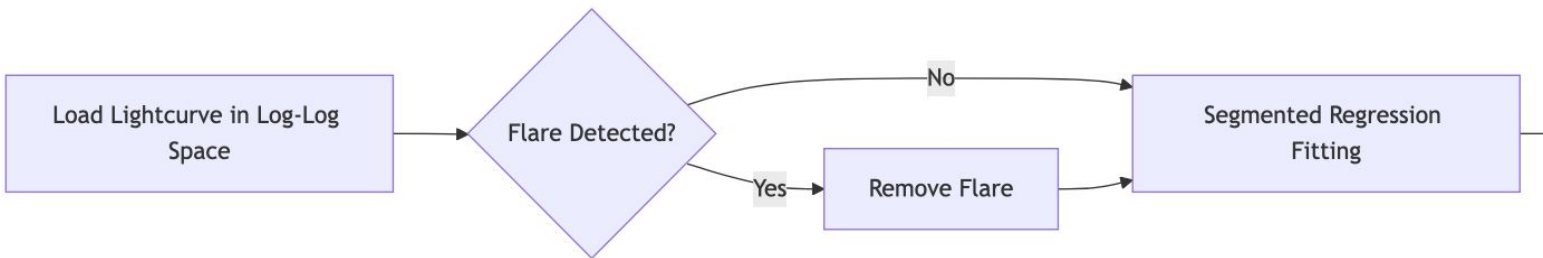 Load Lightcurve in Log-Log
Space
Flare Detected?
No
Yes
Remove Flare
Segmented Regression
Fitting